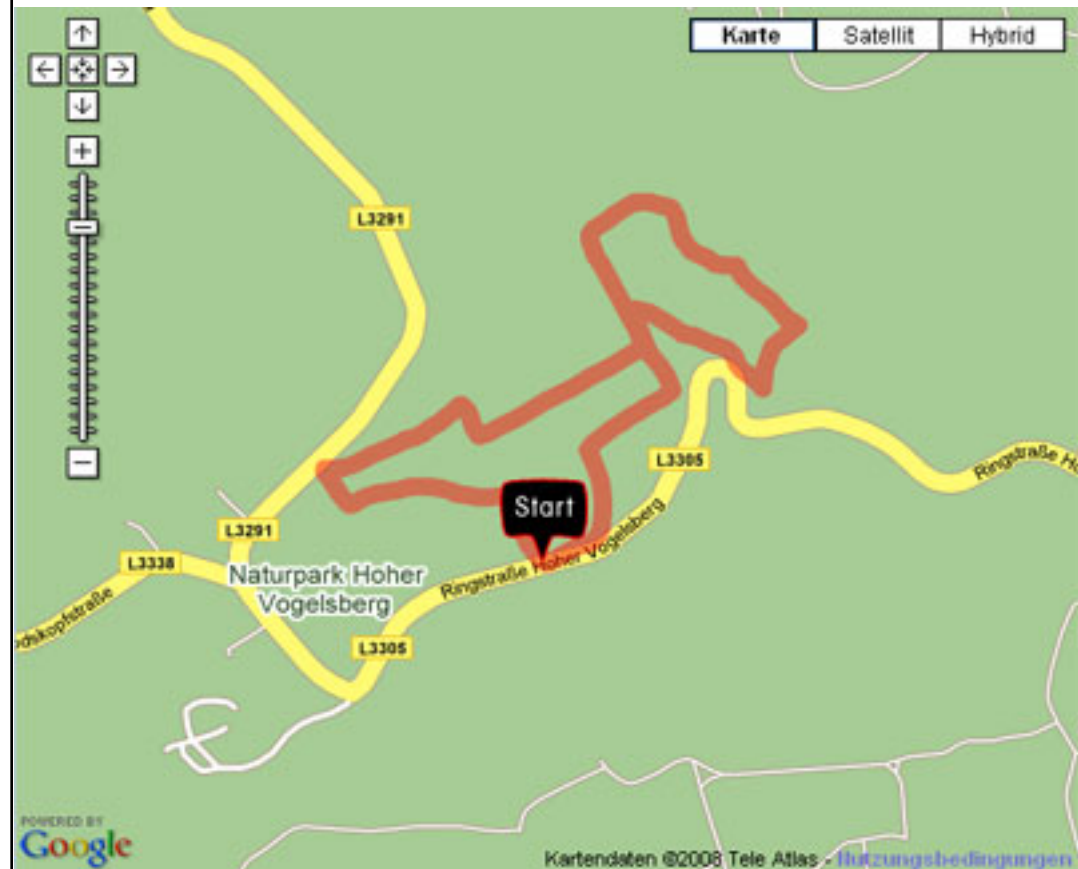 Karte
Satellit
Hybrid
L3291
L3305
Ringstraße
Start
L3291
L3338
Ringstraße Hoher Vogelsberg
Naturpark Hoher
Vogelsberg
L3305
POWERED BY
Google
Kartendaten ©2008 Tele Atlas - Nutzungsbedingungen